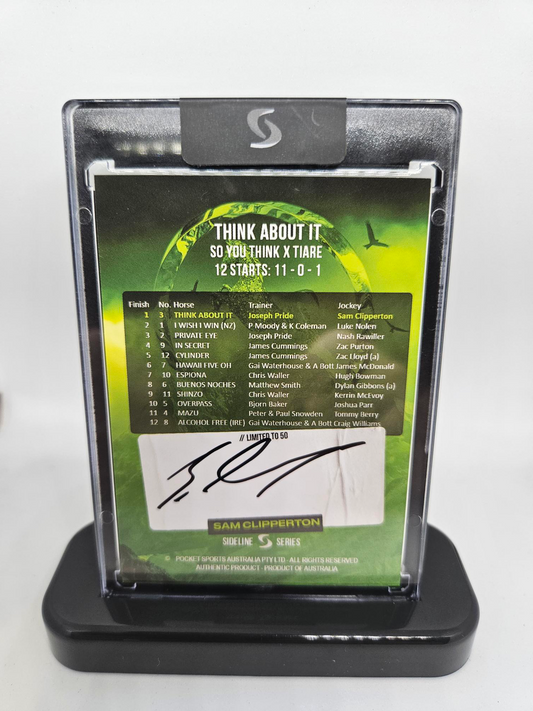 THINK ABOUT IT
SO YOU THINK X TIARE
12 STARTS: 11 - 0 - 1
Finish No. Horse Trainer Jockey
1 3 THINK ABOUT IT Joseph Pride Sam Clipperton
2 1 I WISH I WIN (NZ) P Moody & K Coleman Luke Nolen
3 2 PRIVATE EYE Joseph Pride Nash Rawiller
4 9 IN SECRET James Cummings Zac Purton
5 12 CYLINDER James Cummings Zac Lloyd (a)
6 7 HAWAII FIVE OH Gai Waterhouse & A Bott James McDonald
7 10 ESPIONA Chris Waller Hugh Bowman
8 6 BUENOS NOCHES Matthew Smith Dylan Gibbons (a)
9 11 SHINZO Chris Waller Kerrin McEvoy
10 5 OVERPASS Bjorn Baker Joshua Parr
11 4 MAZU Peter & Paul Snowden Tommy Berry
12 8 ALCOHOL FREE (IRE) Gai Waterhouse & A Bott Craig Williams
// LIMITED TO 50
SAM CLIPPERTON
SIDELINE S SERIES
© POCKET SPORTS AUSTRALIA PTY LTD - ALL RIGHTS RESERVED
AUTHENTIC PRODUCT - PRODUCT OF AUSTRALIA